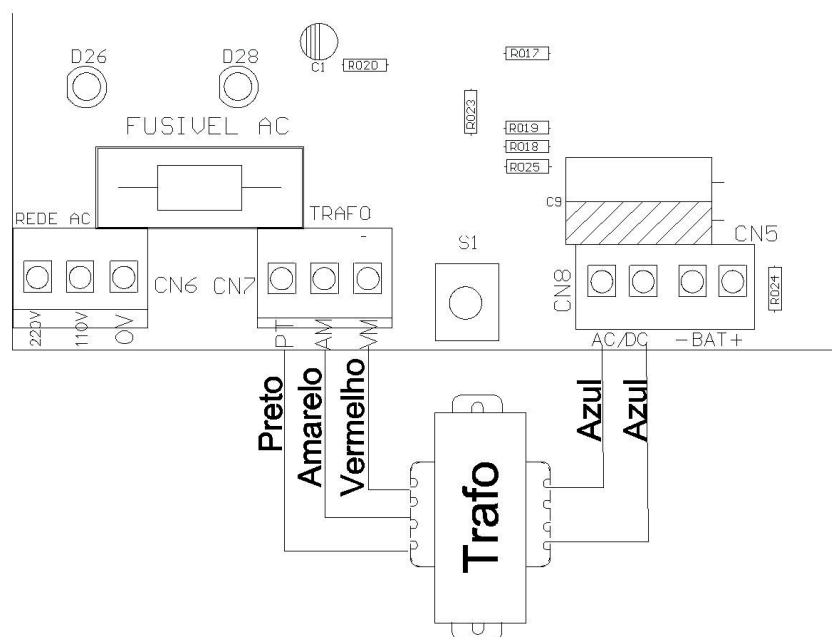 D26
D28
C1
R020
R017
R023
R019
R018
R025
FUSIVEL AC
REDE AC
TRAFO
C9
CN5
S1
CN6
CN7
CN8
R024
220V
110V
0V
PT
AM
VM
AC/DC
-BAT+
Preto
Amarelo
Vermelho
Azul
Azul
Trafo